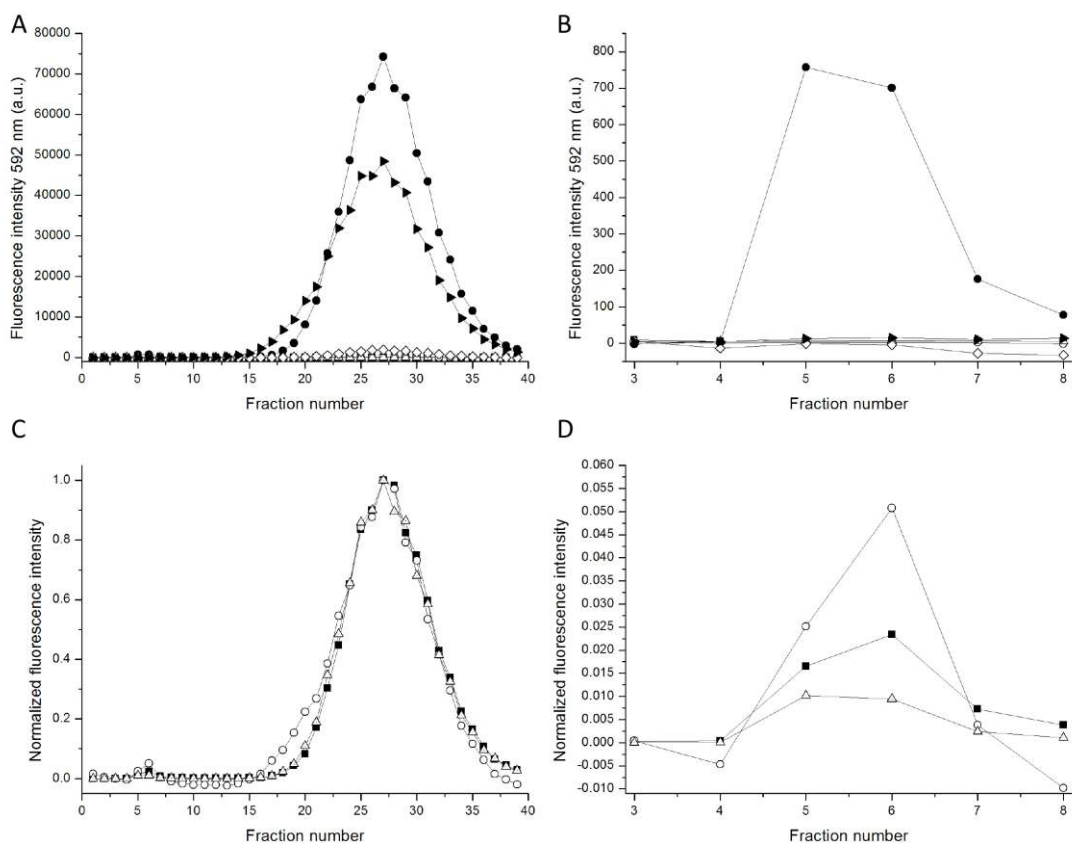 A
Fluorescence intensity 592 nm (a.u.)
80000
70000
60000
50000
40000
30000
20000
10000
0
0 5 10 15 20 25 30 35 40
Fraction number
B
Fluorescence intensity 592 nm (a.u.)
800
700
600
500
400
300
200
100
0
3 4 5 6 7 8
Fraction number
C
Normalized fluorescence intensity
1.0
0.8
0.6
0.4
0.2
0.0
0 5 10 15 20 25 30 35 40
Fraction number
D
Normalized fluorescence intensity
0.060
0.055
0.050
0.045
0.040
0.035
0.030
0.025
0.020
0.015
0.010
0.005
0.000
-0.005
-0.010
3 4 5 6 7 8
Fraction number